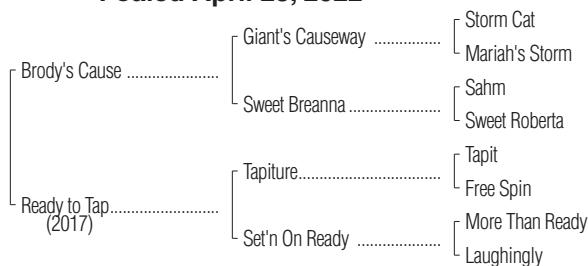 Foaled April 2022
Storm Cat
Giant's Causeway ................
Mariah's Storm
Brody's Cause .....................
Sahm
Sweet Breanna .....................
Sweet Roberta
Tapit
Tapiture................................
Free Spin
Ready to Tap.........................
(2017)
More Than Ready
Set'n On Ready ...................
Laughingly